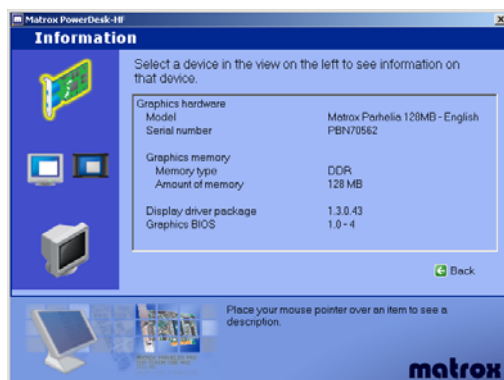 Matrox PowerDesk-HF
Information
Select a device in the view on the left to see information on
that device.
Graphics hardware
Model Matrox Parhelia 128MB - English
Serial number PBN70562
Graphics memory
Memory type DDR
Amount of memory 128 MB
Display driver package 1.3.0.43
Graphics BIOS 1.0 - 4
Back
Place your mouse pointer over an item to see a
description.
matrox